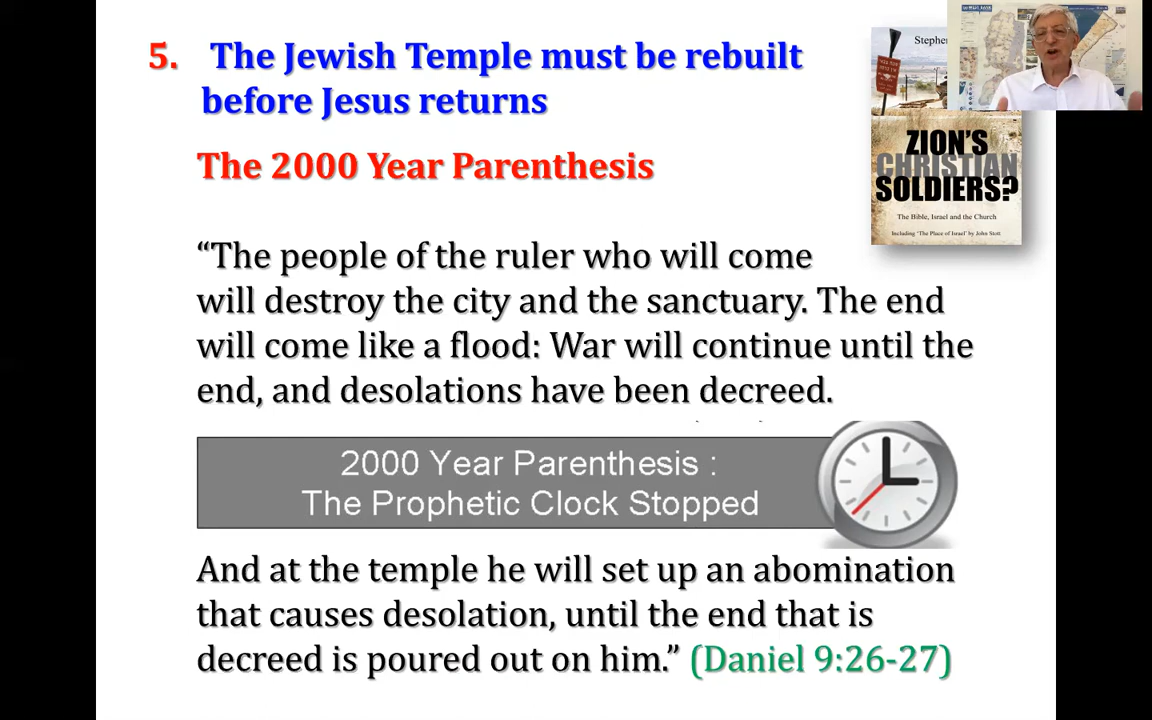 5. The Jewish Temple must be rebuilt
before Jesus returns
The 2000 Year Parenthesis
“The people of the ruler who will come
will destroy the city and the sanctuary. The end
will come like a flood: War will continue until the
end, and desolations have been decreed.
2000 Year Parenthesis :
The Prophetic Clock Stopped
And at the temple he will set up an abomination
that causes desolation, until the end that is
decreed is poured out on him.” (Daniel 9:26-27)
Stephe
ZION'S
CHRISTIAN
SOLDIERS?
The Bible, Israel and the Church
Including 'The Place of Israel' by John Stott